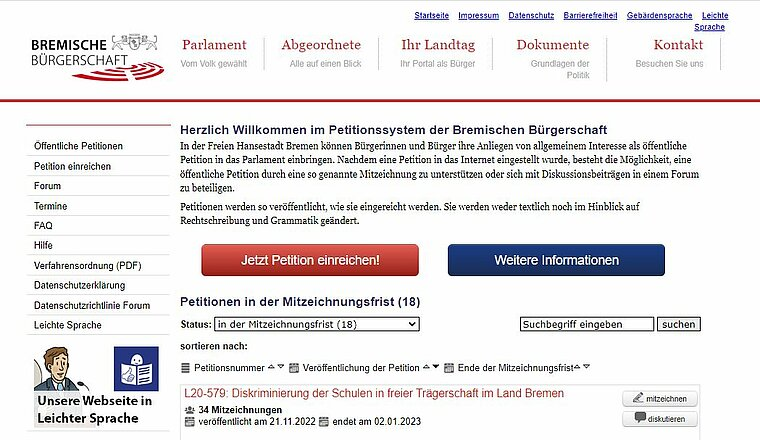 Startseite Impressum Datenschutz Barrierefreiheit Gebärdensprache Leichte
Sprache
BREMISCHE
BÜRGERSCHAFT
Parlament Abgeordnete Ihr Landtag Dokumente Kontakt
Vom Volk gewählt Alle auf einen Blick Ihr Portal als Bürger Grundlagen der Besuchen Sie uns
Politik
Öffentliche Petitionen
Petition einreichen
Forum
Termine
FAQ
Hilfe
Verfahrensordnung (PDF)
Datenschutzerklärung
Datenschutzrichtlinie Forum
Leichte Sprache
Unsere Webseite in
Leichter Sprache
Herzlich Willkommen im Petitionssystem der Bremischen Bürgerschaft
In der Freien Hansestadt Bremen können Bürgerinnen und Bürger ihre Anliegen von allgemeinem Interesse als öffentliche
Petition in das Parlament einbringen. Nachdem eine Petition in das Internet eingestellt wurde, besteht die Möglichkeit, eine
öffentliche Petition durch eine so genannte Mitzeichnung zu unterstützen oder sich mit Diskussionsbeiträgen in einem Forum
zu beteiligen.
Petitionen werden so veröffentlicht, wie sie eingereicht werden. Sie werden weder textlich noch im Hinblick auf
Rechtschreibung und Grammatik geändert.
Jetzt Petition einreichen! Weitere Informationen
Petitionen in der Mitzeichnungsfrist (18)
Status: in der Mitzeichnungsfrist (18) Suchbegriff eingeben suchen
sortieren nach:
Petitionsnummer Veröffentlichung der Petition Ende der Mitzeichnungsfrist
L20-579: Diskriminierung der Schulen in freier Trägerschaft im Land Bremen mitzeichnen
34 Mitzeichnungen
diskutieren
veröffentlicht am 21.11.2022 endet am 02.01.2023